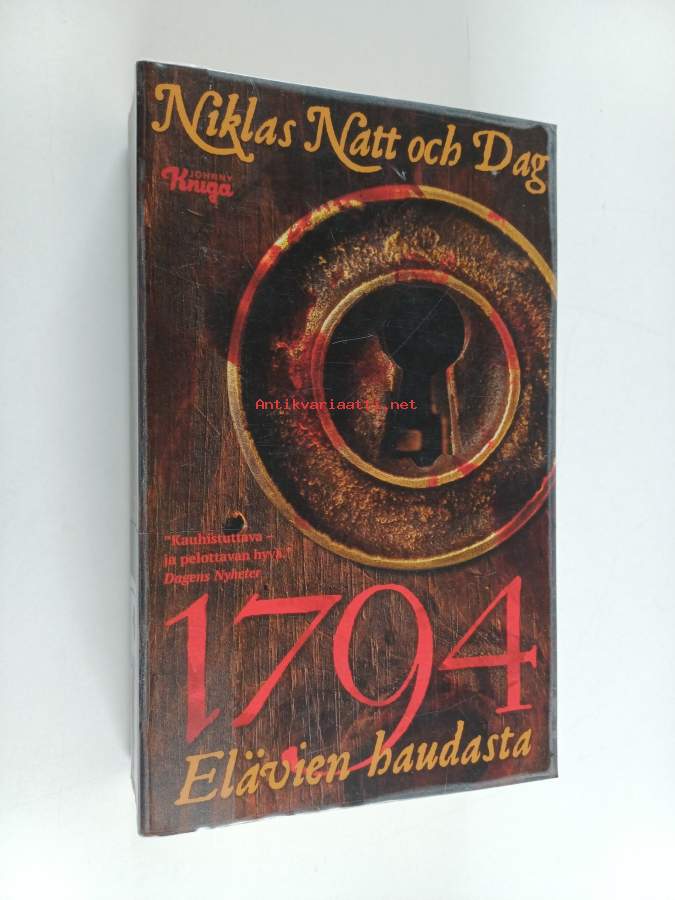 Niklas Natt och Dag
JOHNNY
Kniga
Antikvariaatti.net
"Kauhistuttava –
ja pelottavan hyvä."
Dagens Nyheter
1794
Elävien haudasta